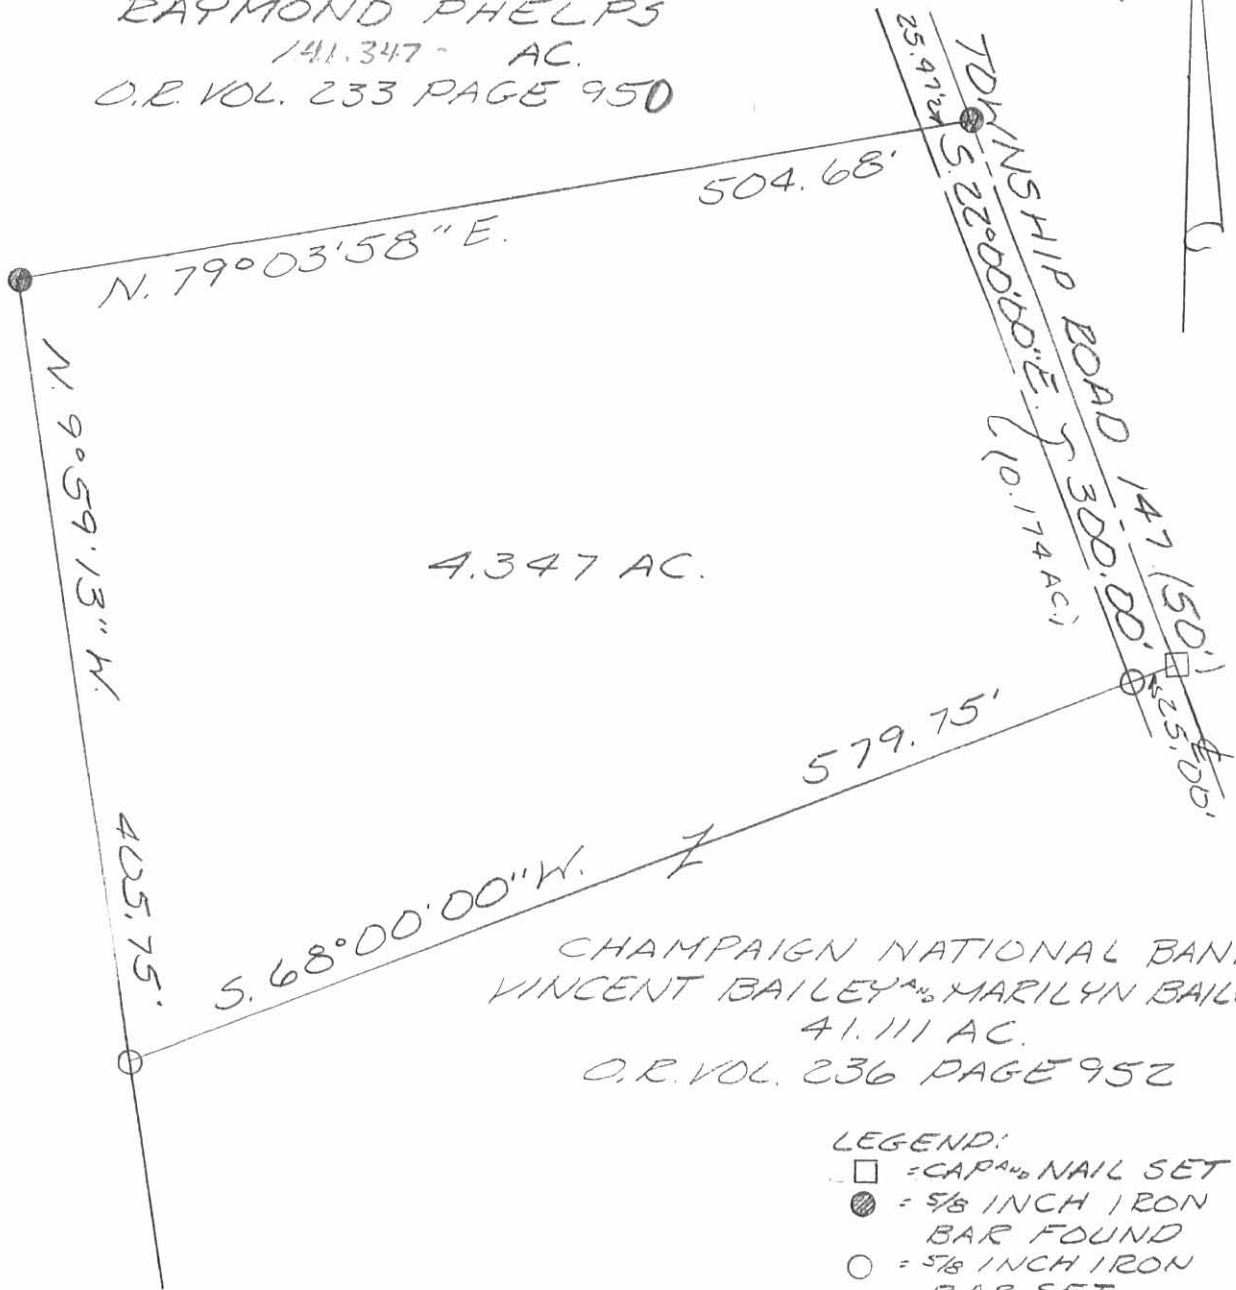 RAYMOND PHELPS
141.347 AC.
O.R. VOL. 233 PAGE 950
25.47'
TOWNSHIP ROAD 147 (50')
504.68'
N. 79°03'58" E.
S. 22°00'00" E. 300.00'
(0.174 AC.)
N. 9°59'13" W. 405.75'
4.347 AC.
579.75'
25.00'
S. 68°00'00" W.
CHAMPAIGN NATIONAL BAN
VINCENT BAILEY AND MARILYN BAIL
41.111 AC.
O.R. VOL. 236 PAGE 952
LEGEND:
□ = CAP AND NAIL SET
● = 5/8 INCH IRON
BAR FOUND
○ = 5/8 INCH IRON
BAR SET